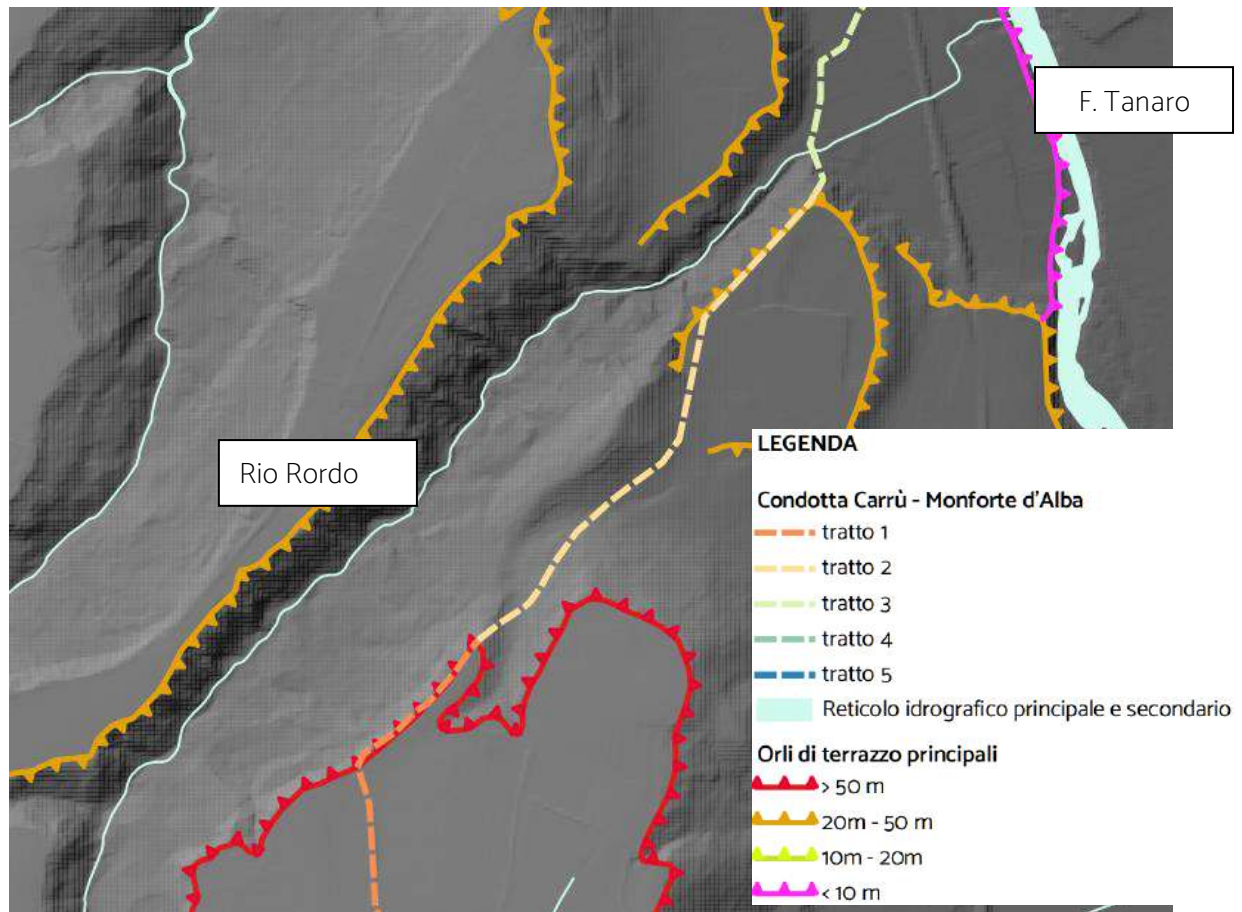 F. Tanaro
Rio Rordo
LEGENDA
Condotta Carrù - Monforte d'Alba
tratto 1
tratto 2
tratto 3
tratto 4
tratto 5
Reticolo idrografico principale e secondario
Orli di terrazzo principali
> 50 m
20m - 50 m
10m - 20m
< 10 m